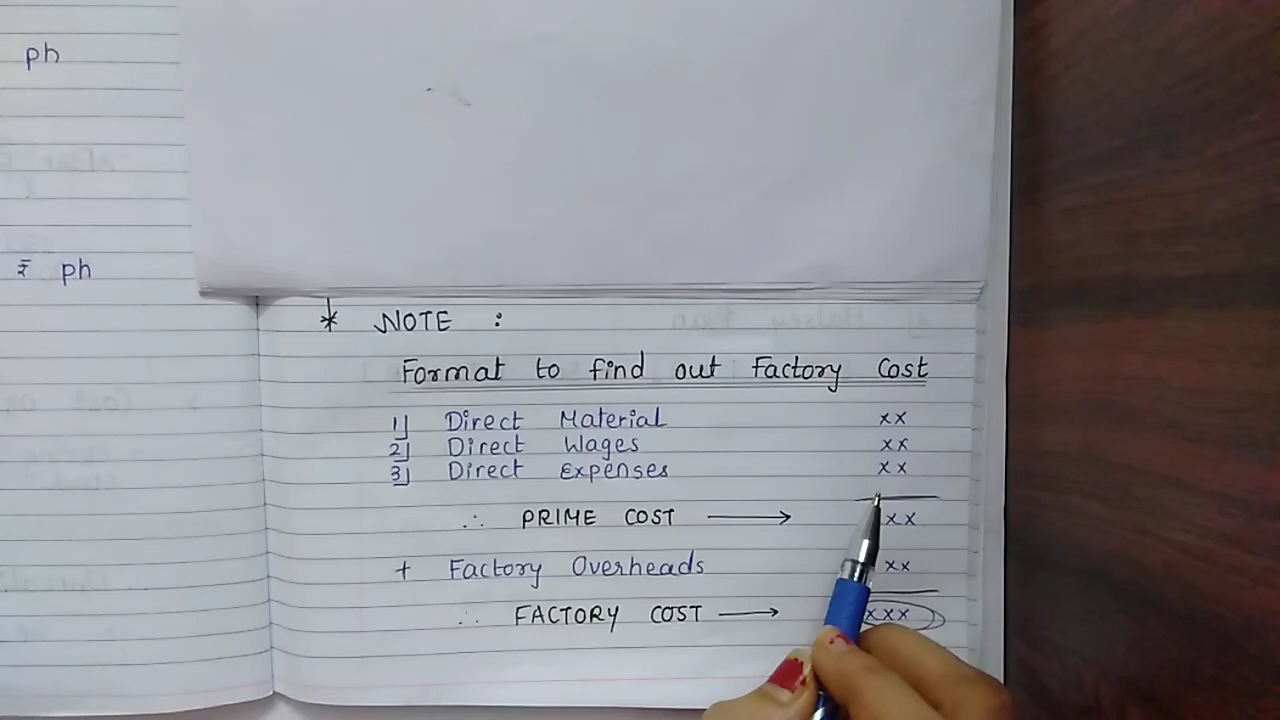 ph
₹ ph
* NOTE :
Format to find out Factory Cost
1] Direct Material xx
2] Direct Wages xx
3] Direct Expenses xx
∴ PRIME COST → xx
+ Factory Overheads xx
∴ FACTORY COST → xxx